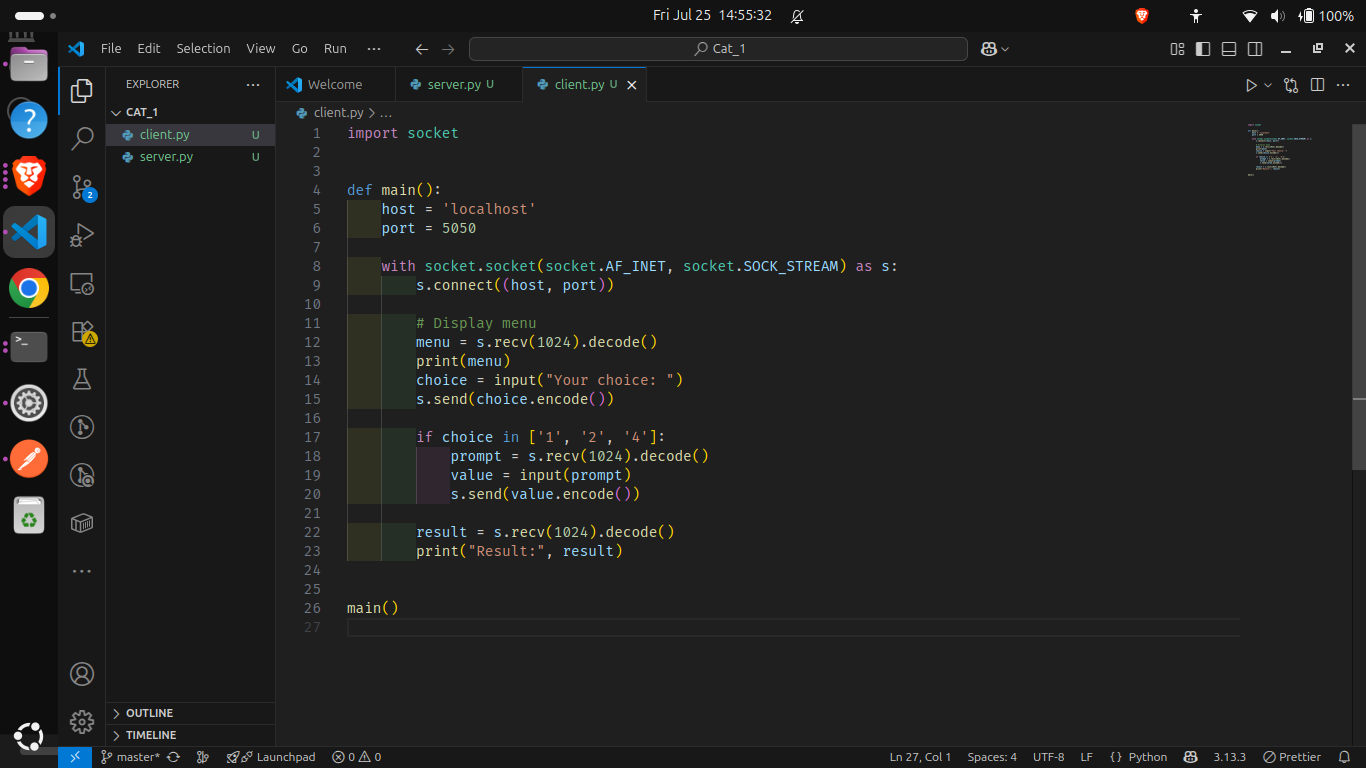 Fri Jul 25 14:55:32
100%
File Edit Selection View Go Run
Cat_1
EXPLORER
CAT_1
client.py U
server.py U
OUTLINE
TIMELINE
Welcome
server.py U
client.py U
client.py > ...
1 import socket
2
3
4 def main():
5     host = 'localhost'
6     port = 5050
7
8     with socket.socket(socket.AF_INET, socket.SOCK_STREAM) as s:
9         s.connect((host, port))
10
11         # Display menu
12         menu = s.recv(1024).decode()
13         print(menu)
14         choice = input("Your choice: ")
15         s.send(choice.encode())
16
17         if choice in ['1', '2', '4']:
18             prompt = s.recv(1024).decode()
19             value = input(prompt)
20             s.send(value.encode())
21
22         result = s.recv(1024).decode()
23         print("Result:", result)
24
25
26 main()
27
2
master* Launchpad 0 0 Ln 27, Col 1 Spaces: 4 UTF-8 LF {} Python 3.13.3 Prettier